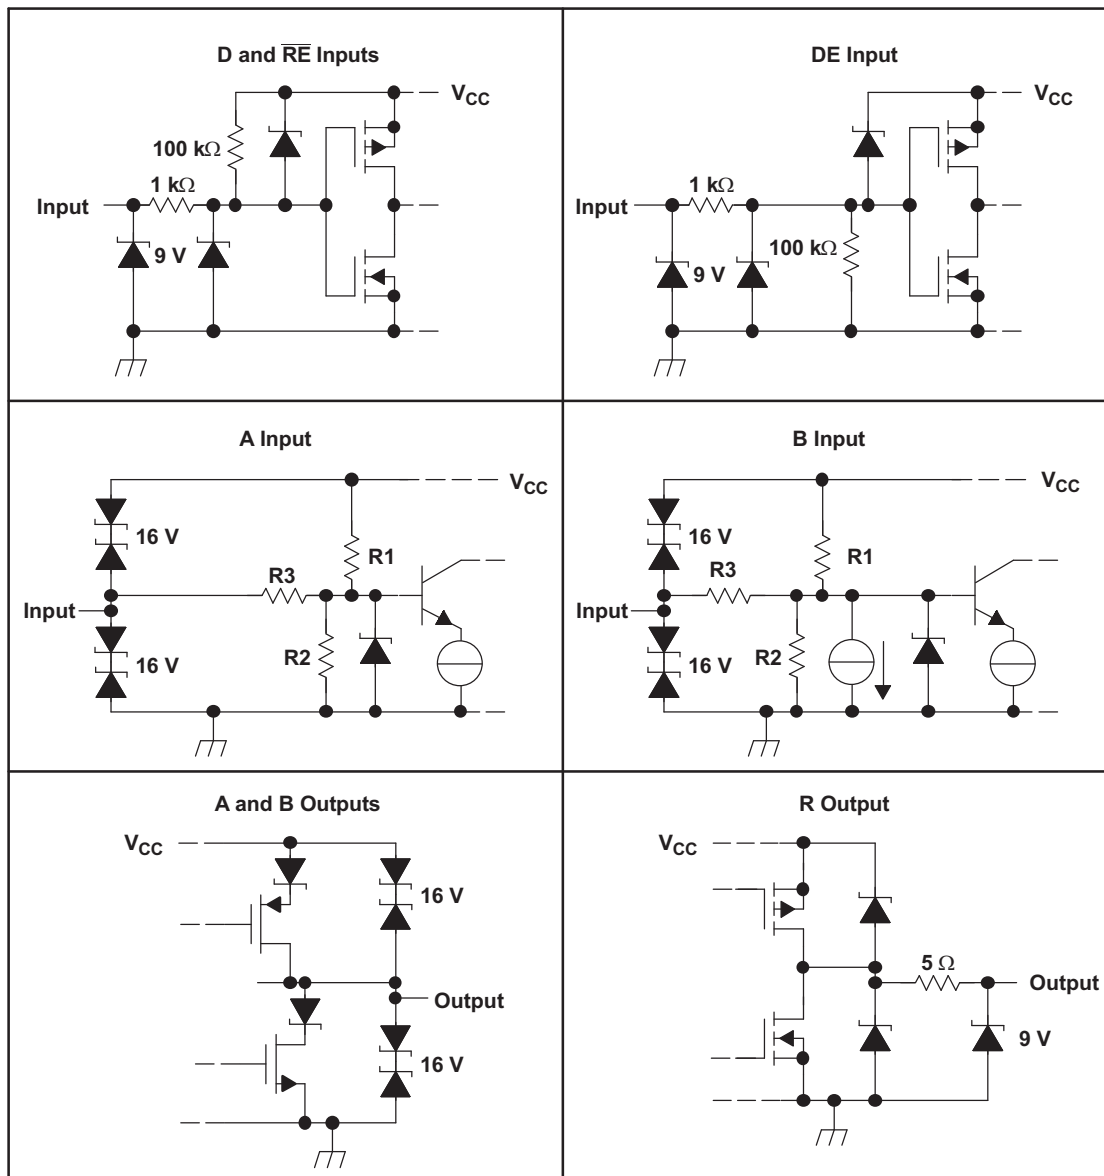 D and R̅E̅ Inputs
V_CC
100 kΩ
1 kΩ
Input
9 V
DE Input
V_CC
1 kΩ
Input
100 kΩ
9 V
A Input
V_CC
16 V
R1
R3
Input
16 V
R2
B Input
V_CC
16 V
R1
R3
Input
16 V
R2
A and B Outputs
V_CC
16 V
Output
16 V
R Output
V_CC
5 Ω
Output
9 V